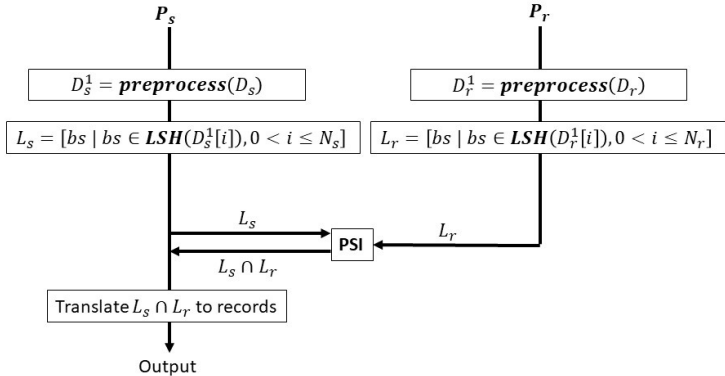 P_s
P_r
D_s^1 = preprocess(D_s)
D_r^1 = preprocess(D_r)
L_s = [bs | bs ∈ LSH(D_s^1[i]), 0 < i ≤ N_s]
L_r = [bs | bs ∈ LSH(D_r^1[i]), 0 < i ≤ N_r]
L_s
PSI
L_r
L_s ∩ L_r
Translate L_s ∩ L_r to records
Output